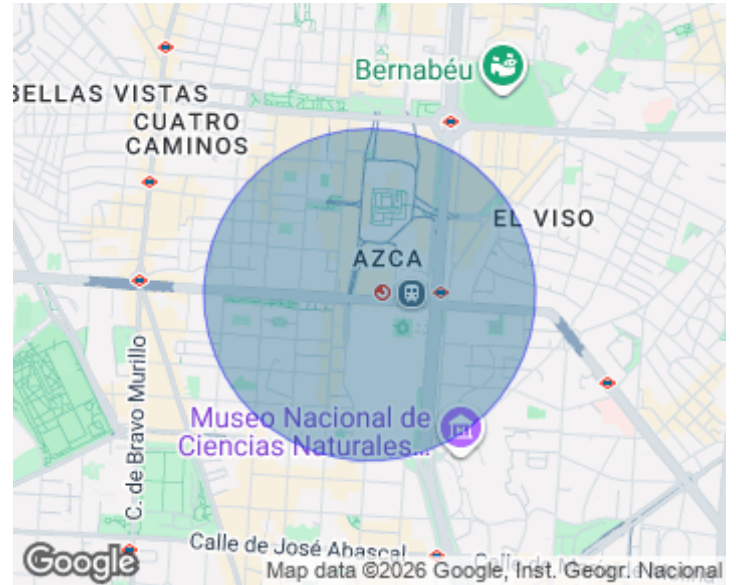 Bernabéu
BELLAS VISTAS
CUATRO
CAMINOS
EL VISO
AZCA
C. de Bravo Murillo
Museo Nacional de
Ciencias Naturales...
Calle de José Abascal
Google
Map data ©2026 Google, Inst. Geogr. Nacional